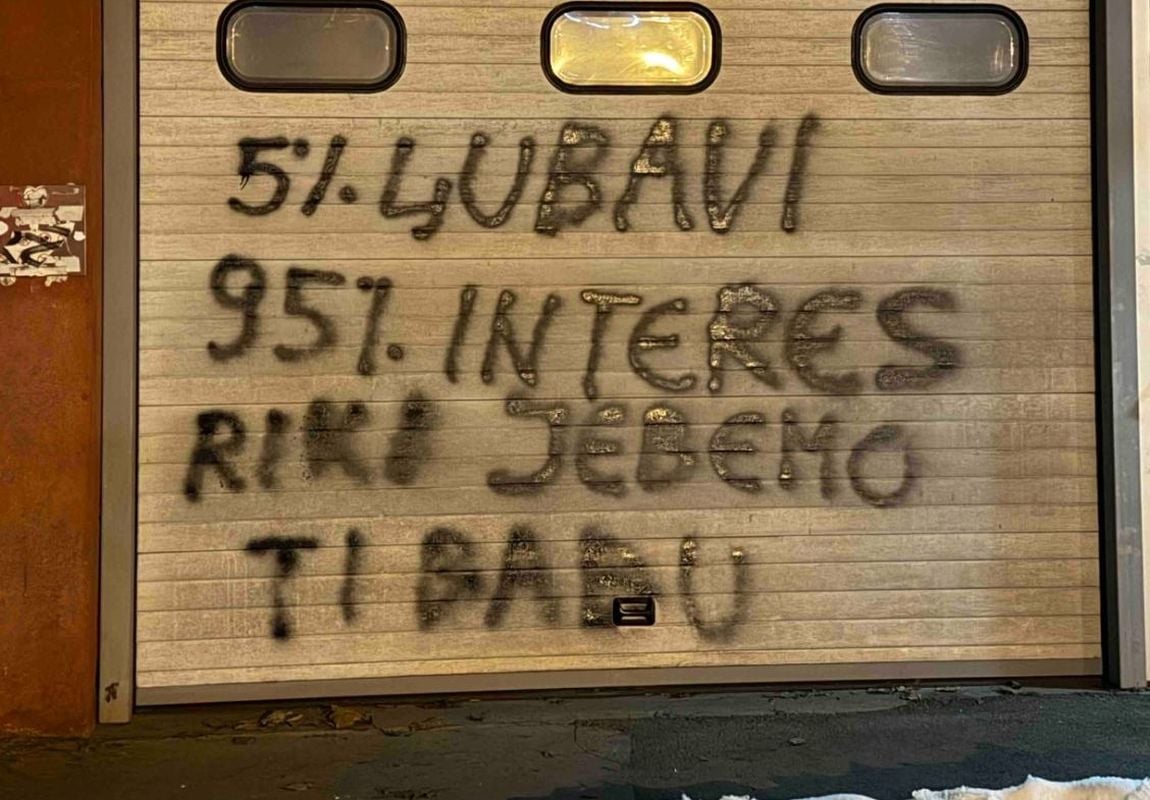 5% LJUBAVI
95% INTERES
RIKI JEBEMO
TI BABU